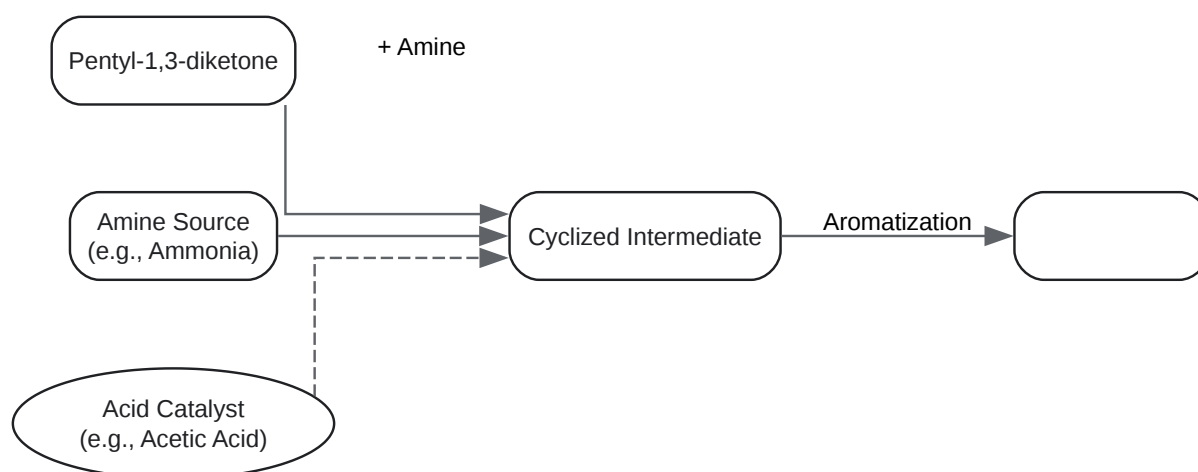 Pentyl-1,3-diketone
+ Amine
Amine Source
(e.g., Ammonia)
Cyclized Intermediate
Aromatization
Acid Catalyst
(e.g., Acetic Acid)